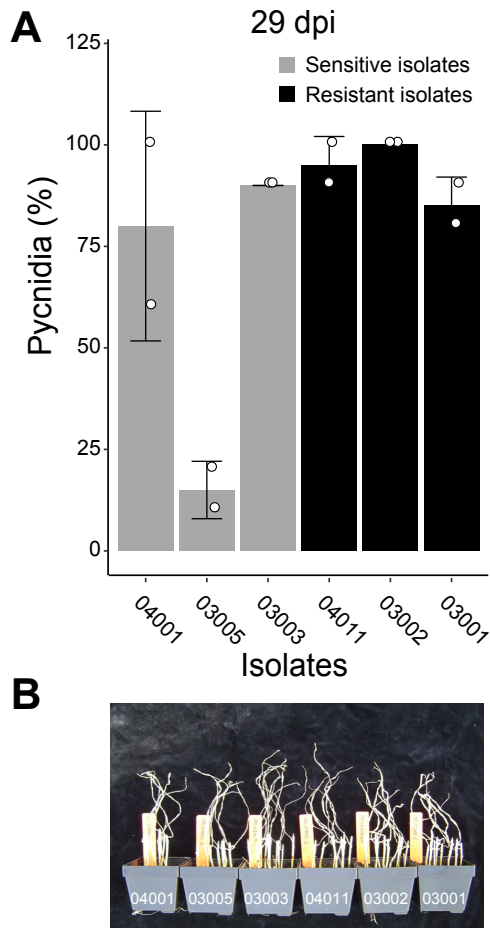 A
29 dpi
Sensitive isolates
Resistant isolates
Pycnidia (%)
125
100
75
50
25
0
04001 03005 03003 04011 03002 03001
Isolates
B
04001 03005 03003 04011 03002 03001